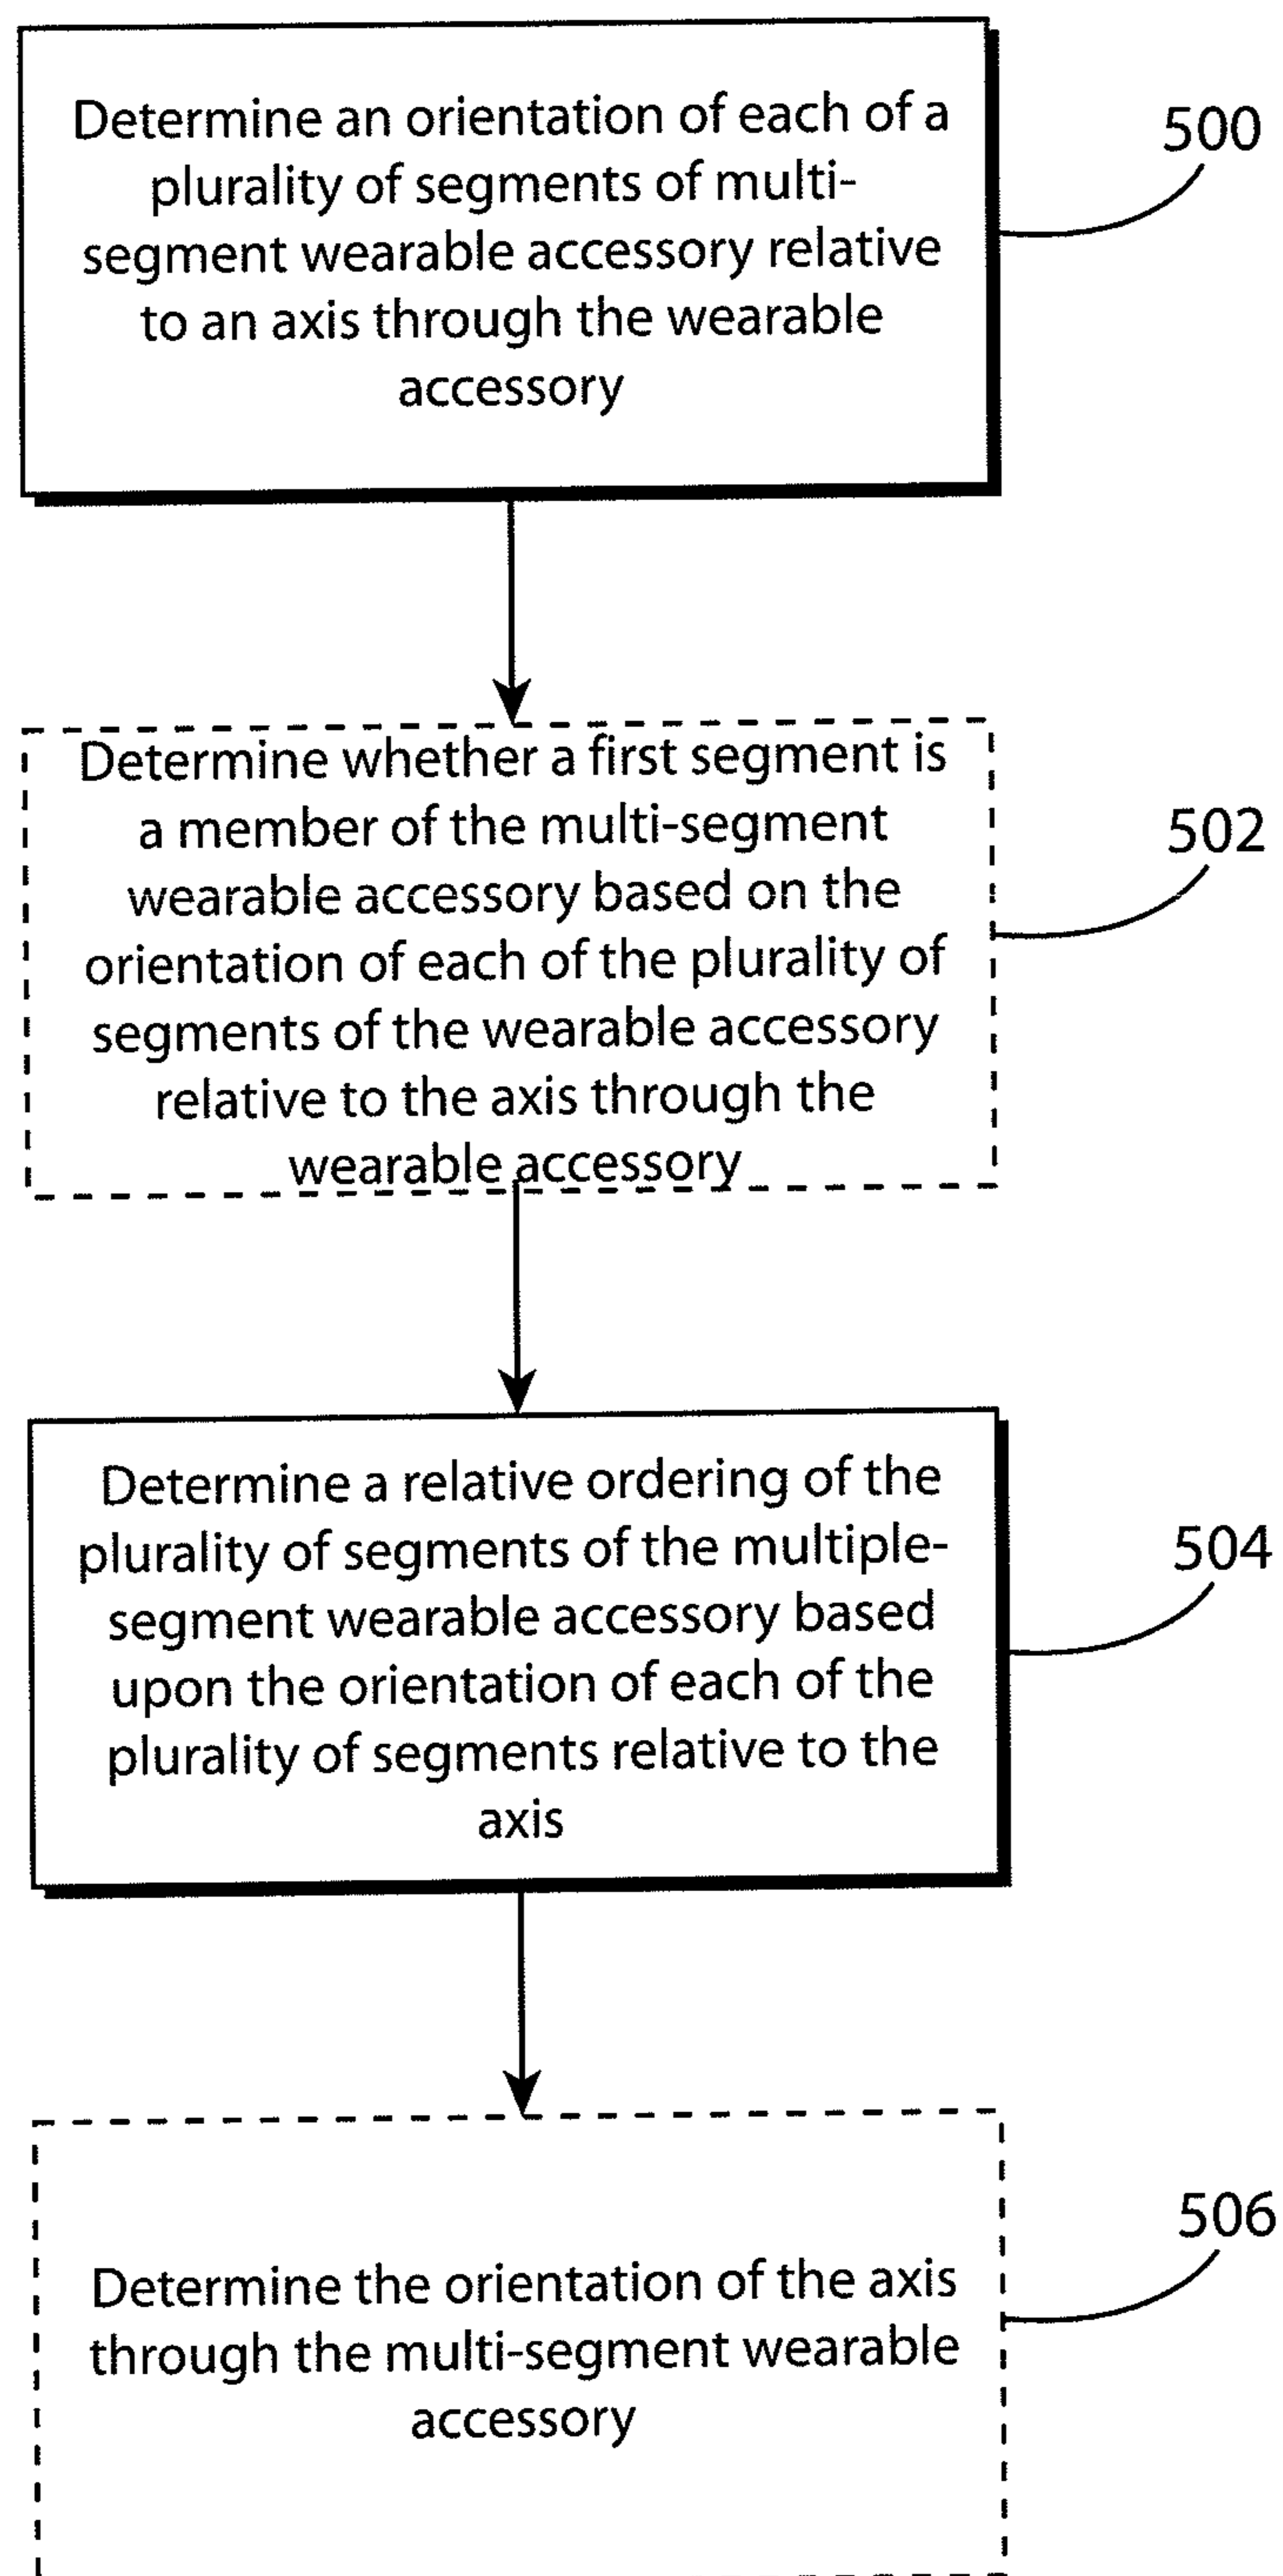 Determine an orientation of each of a
plurality of segments of multi-
segment wearable accessory relative
to an axis through the wearable
accessory
500
Determine whether a first segment is
a member of the multi-segment
wearable accessory based on the
orientation of each of the plurality of
segments of the wearable accessory
relative to the axis through the
wearable accessory
502
Determine a relative ordering of the
plurality of segments of the multiple-
segment wearable accessory based
upon the orientation of each of the
plurality of segments relative to the
axis
504
Determine the orientation of the axis
through the multi-segment wearable
accessory
506